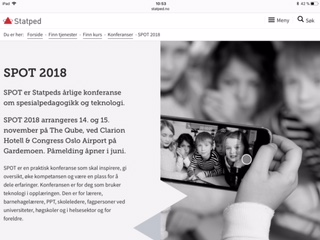 iPad
10:53
42 %
statped.no
Statped
Meny
Søk
Du er her: Forside - Finn tjenester - Finn kurs - Konferanser - SPOT 2018
SPOT 2018
SPOT er Statpeds årlige konferanse
om spesialpedagogikk og teknologi.
SPOT 2018 arrangeres 14. og 15.
november på The Qube, ved Clarion
Hotell & Congress Oslo Airport på
Gardemoen. Påmelding åpner i juni.
SPOT er en praktisk konferanse som skal inspirere, gi
oversikt, øke kompetansen og være en plass for å
dele erfaringer. Konferansen er for deg som bruker
teknologi i opplæringen. Den er for lærere,
barnehagelærere, PPT, skoleledere, fagpersoner ved
universiteter, høgskoler og i helsesektor og for
foreldre.